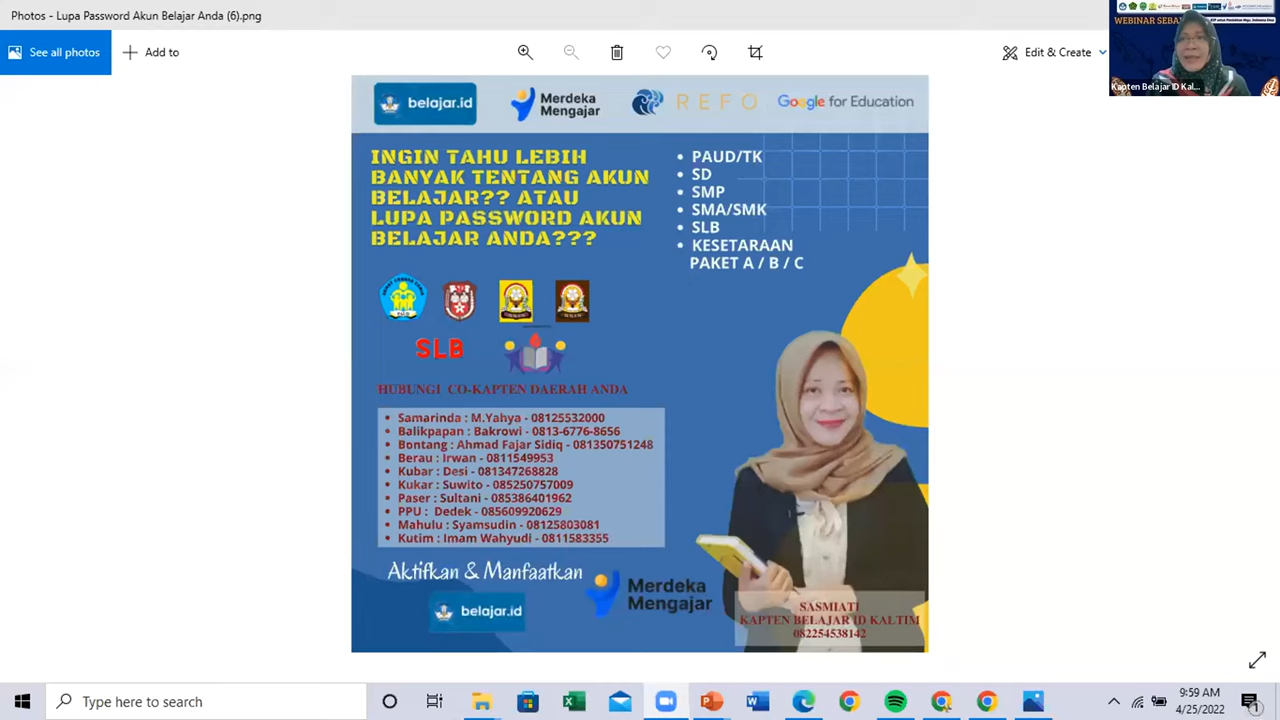 Photos - Lupa Password Akun Belajar Anda (6).png
See all photos
Add to
Edit & Create
WEBINAR SEBA
Kapten Belajar ID Kal...
belajar.id
Merdeka
Mengajar
REFO
Google for Education
INGIN TAHU LEBIH
BANYAK TENTANG AKUN
BELAJAR?? ATAU
LUPA PASSWORD AKUN
BELAJAR ANDA???
• PAUD/TK
• SD
• SMP
• SMA/SMK
• SLB
• KESETARAAN
PAKET A / B / C
SLB
HUBUNGI CO-KAPTEN DAERAH ANDA
• Samarinda : M.Yahya - 08125532000
• Balikpapan : Bakrowi - 0813-6776-8656
• Bontang : Ahmad Fajar Sidiq - 081350751248
• Berau : Irwan - 0811549953
• Kubar : Desi - 081347268828
• Kukar : Suwito - 085250757009
• Paser : Sultani - 085386401962
• PPU : Dedek - 085609920629
• Mahulu : Syamsudin - 08125803081
• Kutim : Imam Wahyudi - 0811583355
Aktifkan & Manfaatkan
belajar.id
Merdeka
Mengajar
SASMIATI
KAPTEN BELAJAR ID KALTIM
082254538142
Type here to search
9:59 AM
4/25/2022